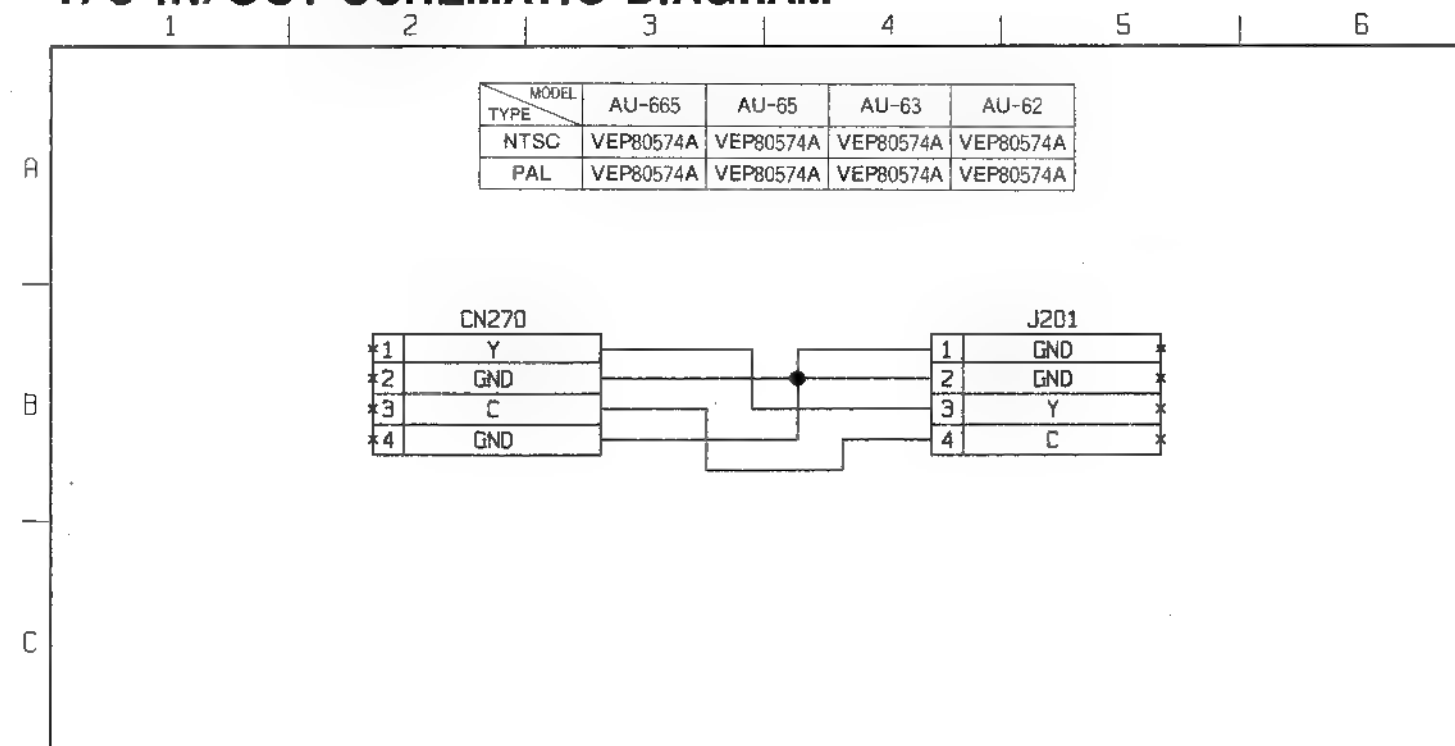 1 2 3 4 5 6
MODEL
TYPE AU-665 AU-65 AU-63 AU-62
NTSC VEP80574A VEP80574A VEP80574A VEP80574A
PAL VEP80574A VEP80574A VEP80574A VEP80574A
A
CN270 J201
1 Y 1 GND
2 GND 2 GND
B
3 C 3 Y
4 GND 4 C
C